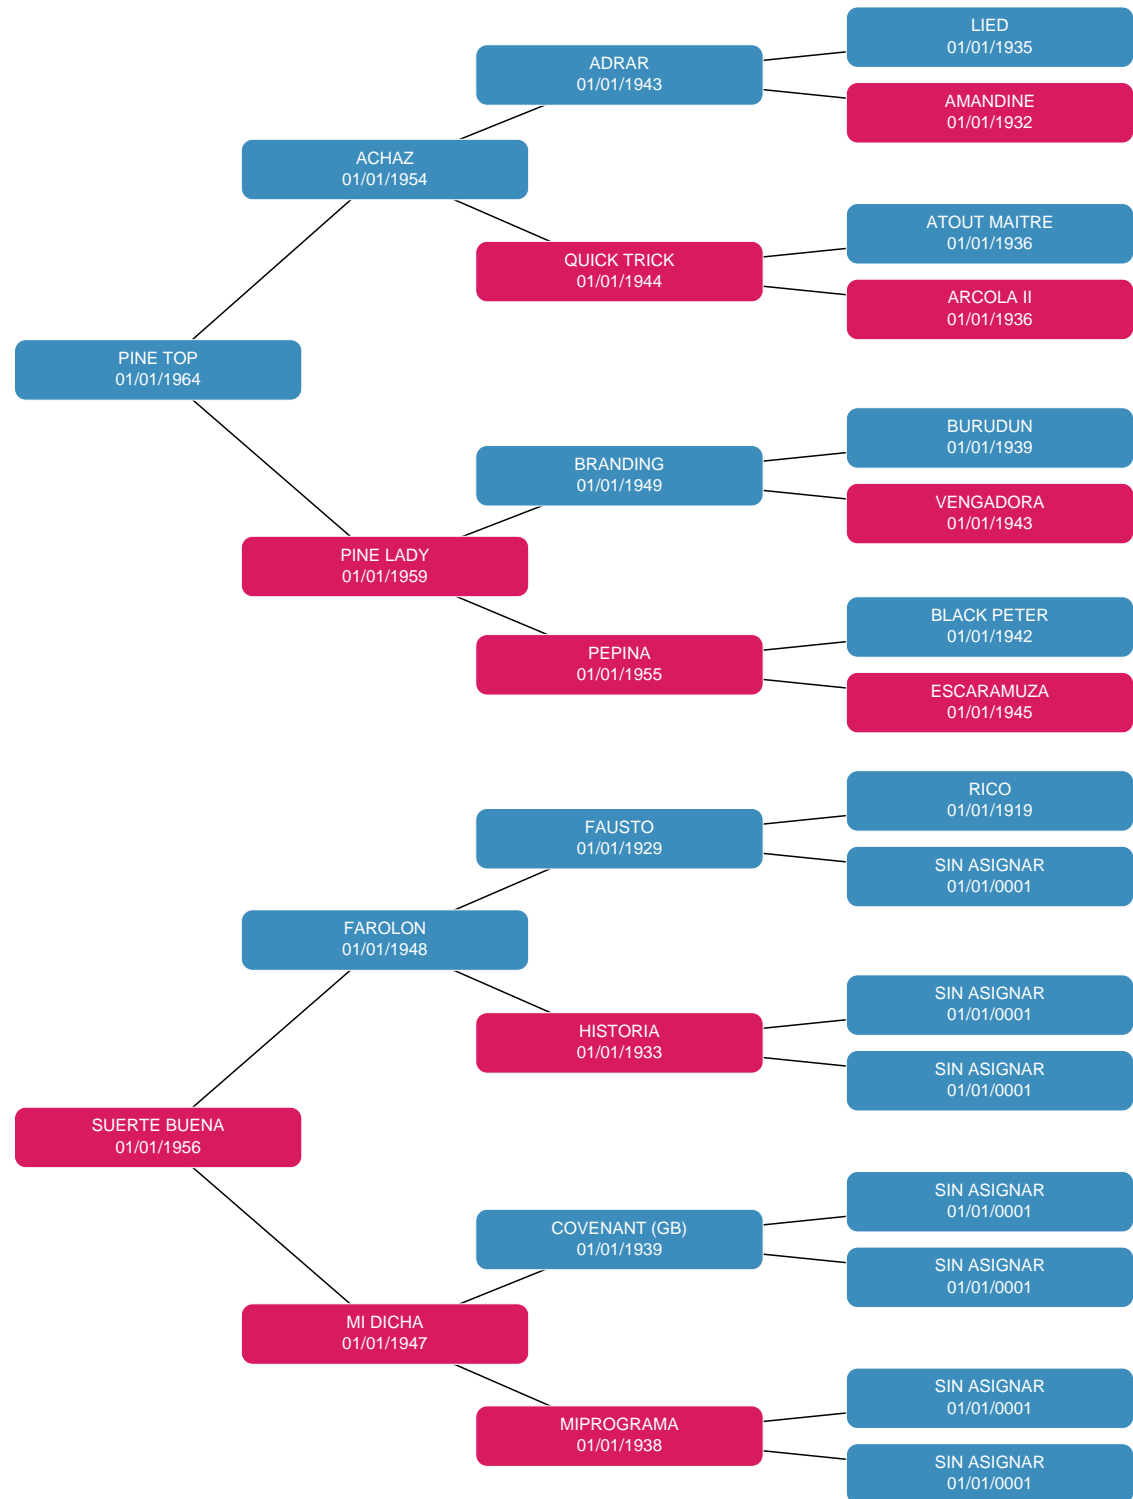 LIED
01/01/1935
ADRAR
01/01/1943
AMANDINE
01/01/1932
ACHAZ
01/01/1954
ATOUT MAITRE
01/01/1936
QUICK TRICK
01/01/1944
ARCOLA II
01/01/1936
PINE TOP
01/01/1964
BURUDUN
01/01/1939
BRANDING
01/01/1949
VENGADORA
01/01/1943
PINE LADY
01/01/1959
BLACK PETER
01/01/1942
PEPINA
01/01/1955
ESCARAMUZA
01/01/1945
RICO
01/01/1919
FAUSTO
01/01/1929
SIN ASIGNAR
01/01/0001
FAROLON
01/01/1948
SIN ASIGNAR
01/01/0001
HISTORIA
01/01/1933
SIN ASIGNAR
01/01/0001
SUERTE BUENA
01/01/1956
SIN ASIGNAR
01/01/0001
COVENANT (GB)
01/01/1939
SIN ASIGNAR
01/01/0001
MI DICHA
01/01/1947
SIN ASIGNAR
01/01/0001
MIPROGRAMA
01/01/1938
SIN ASIGNAR
01/01/0001